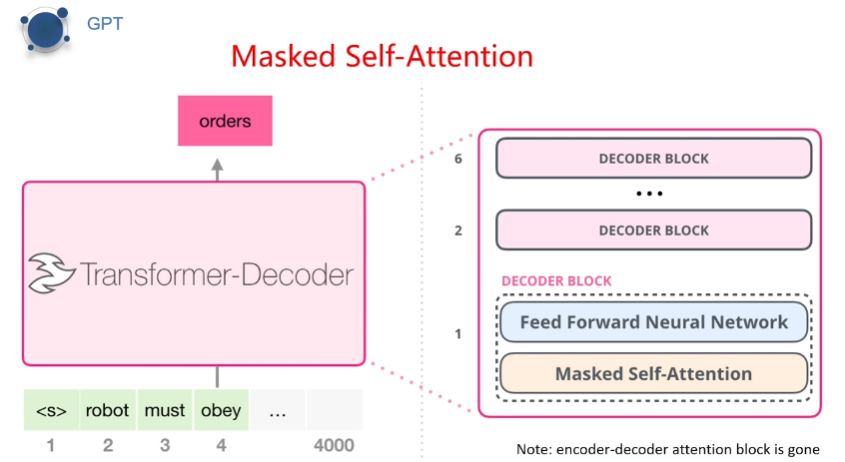 GPT
Masked Self-Attention
orders
Transformer-Decoder
<s> robot must obey ...
1 2 3 4 4000
6 DECODER BLOCK
...
2 DECODER BLOCK
DECODER BLOCK
Feed Forward Neural Network
1
Masked Self-Attention
Note: encoder-decoder attention block is gone